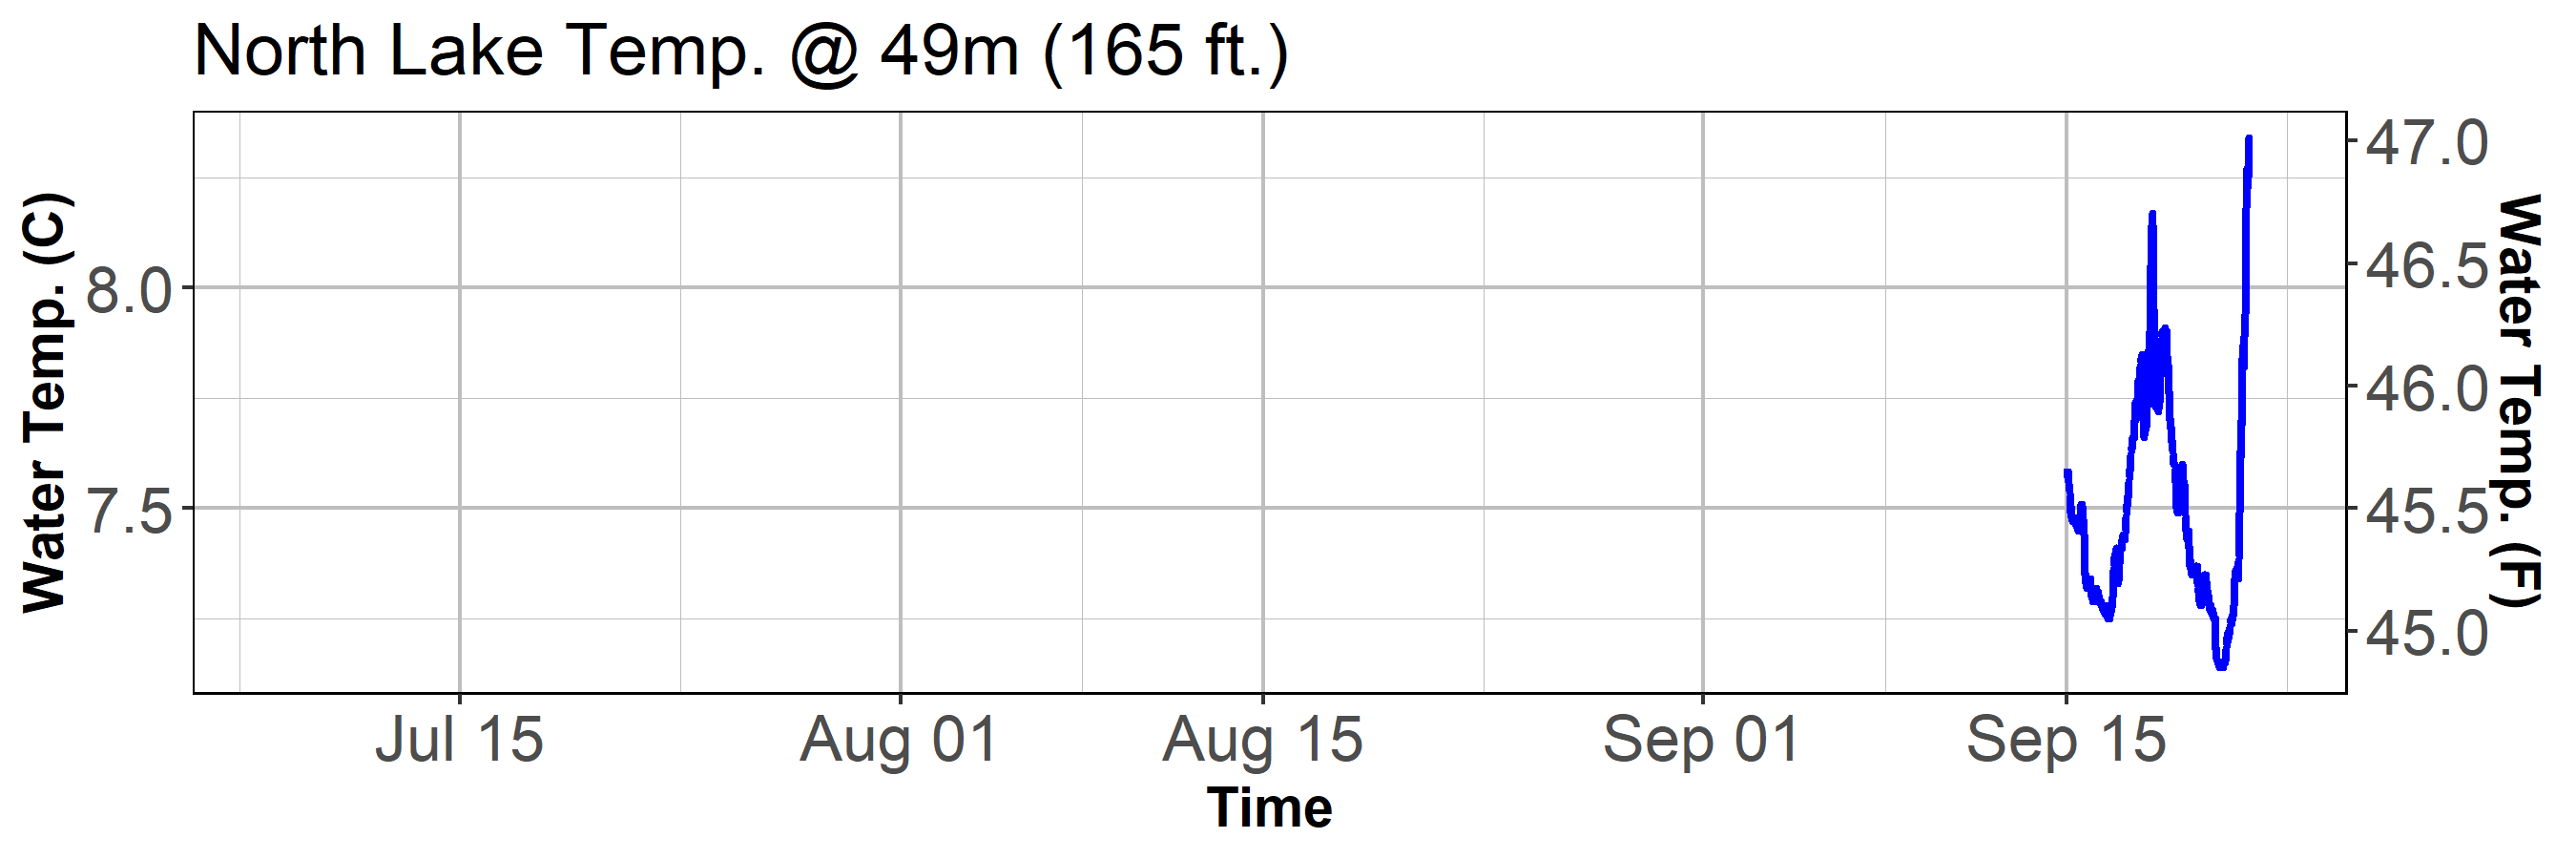 North Lake Temp. @ 49m (165 ft.)
Water Temp. (C)
8.0
7.5
47.0
46.5
46.0
45.5
45.0
Water Temp. (F)
Jul 15 Aug 01 Aug 15 Sep 01 Sep 15
Time